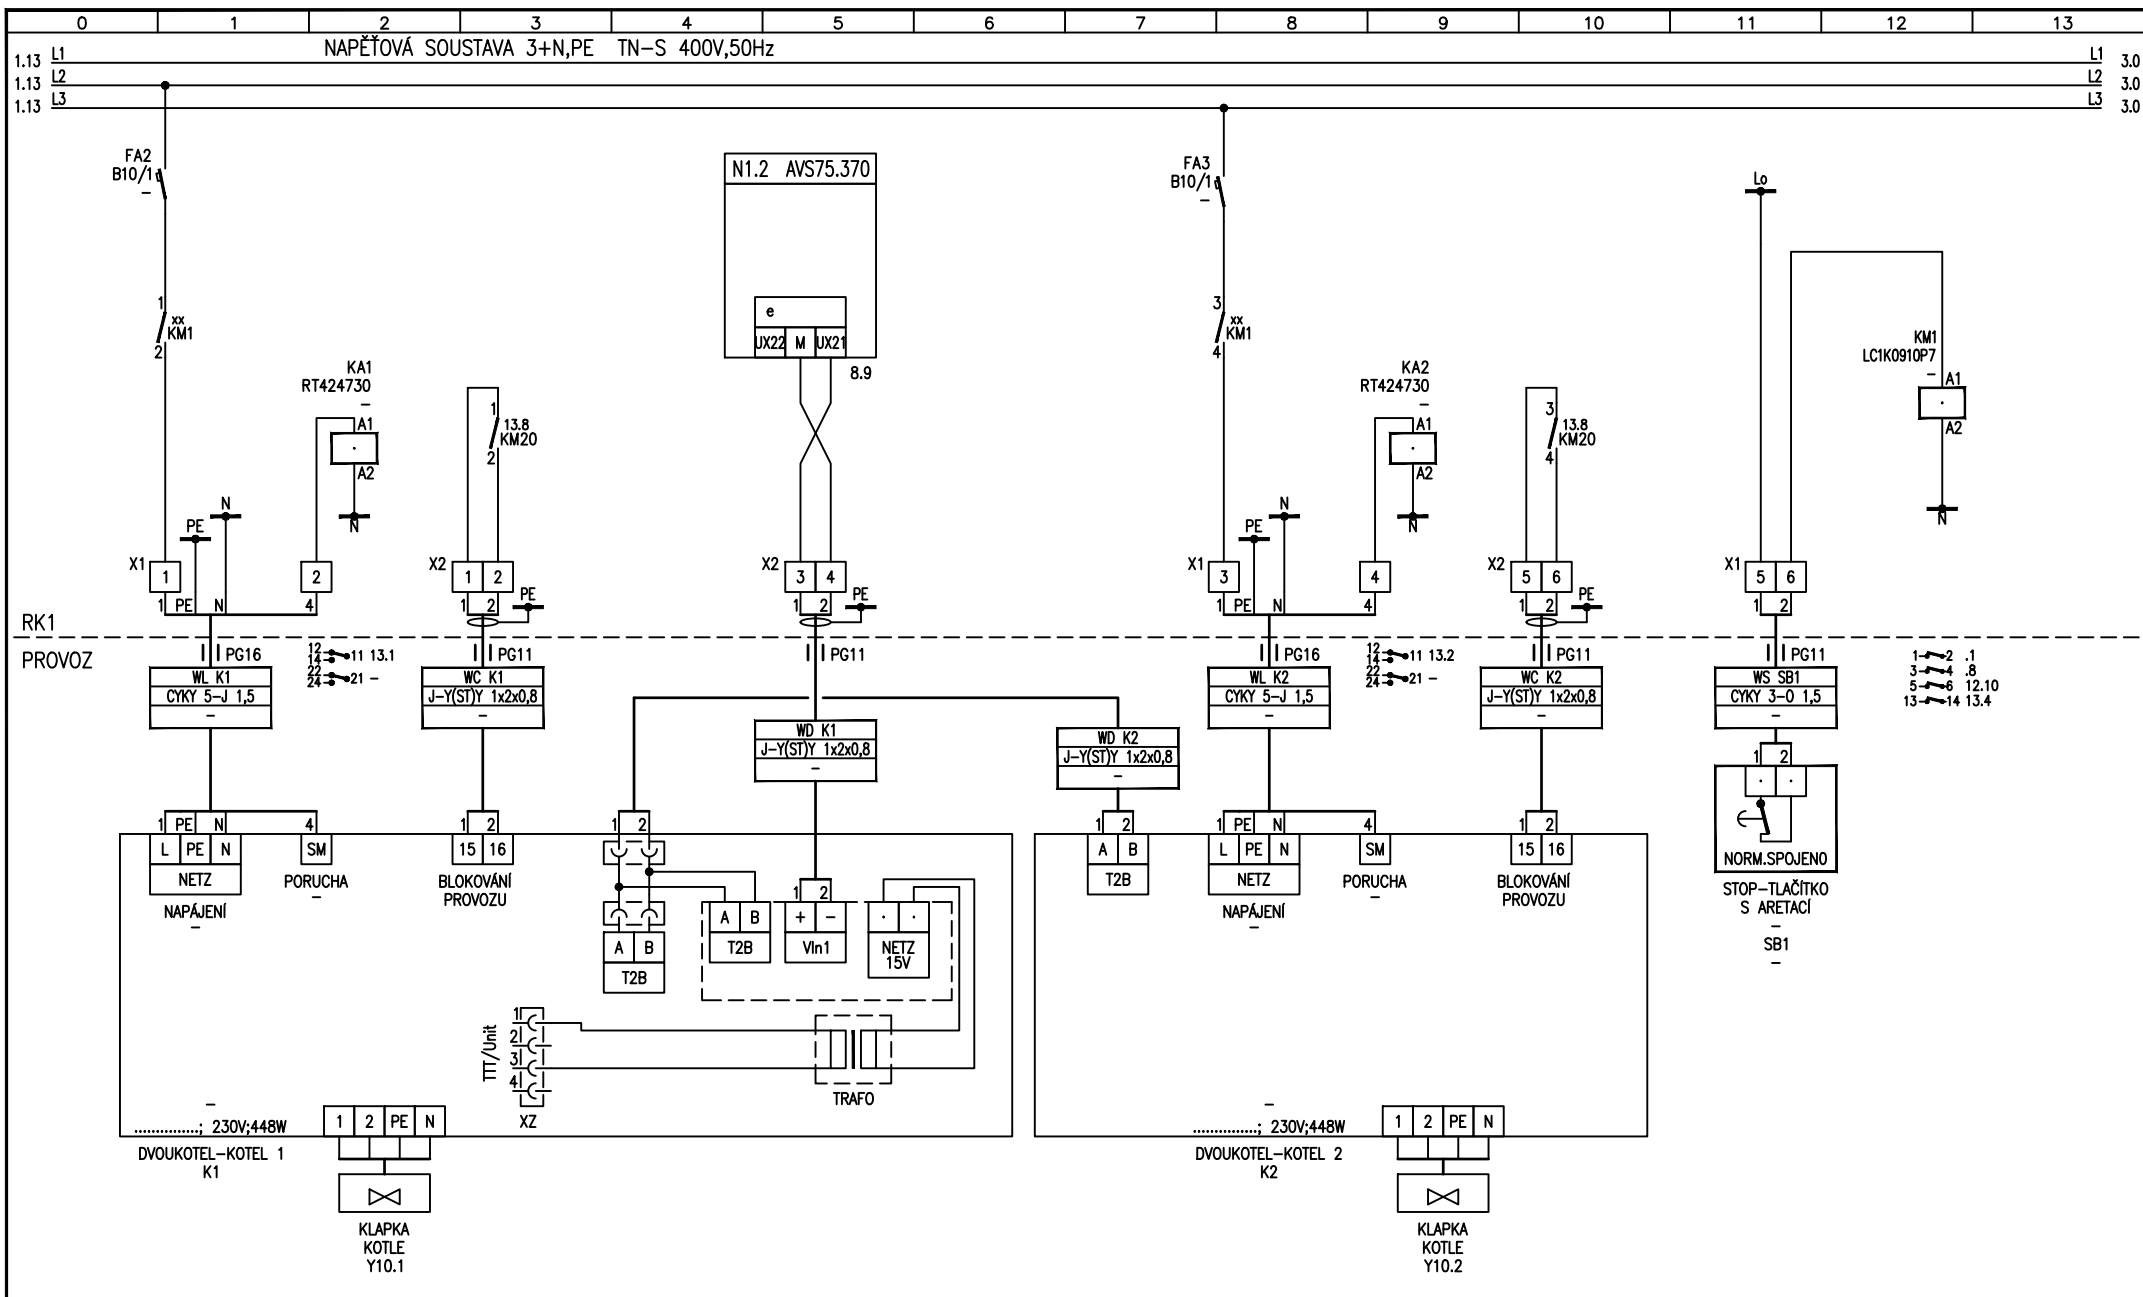 0 1 2 3 4 5 6 7 8 9 10 11 12 13
NAPĚŤOVÁ SOUSTAVA 3+N,PE TN-S 400V,50Hz
1.13 L1 L1 3.0
1.13 L2 L2 3.0
1.13 L3 L3 3.0
FA2
B10/1
-
1
xx
KM1
2
KA1
RT424730
-
A1
A2
N
1
13.8
KM20
2
N1.2 AVS75.370
e
UX22 M UX21
8.9
FA3
B10/1
-
3
xx
KM1
4
KA2
RT424730
-
A1
A2
N
3
13.8
KM20
4
Lo
KM1
LC1K0910P7
-
A1
A2
N
PE N
X1 1 2
1 PE N 4
X2 1 2
1 2 PE
X2 3 4
1 2 PE
PE N
X1 3 4
1 PE N 4
X2 5 6
1 2 PE
X1 5 6
1 2
RK1
PROVOZ
PG16
12
14 11 13.1
22
24 21 -
PG11
PG11
PG16
12
14 11 13.2
22
24 21 -
PG11
PG11
1 2 .1
3 4 .8
5 6 12.10
13 14 13.4
WL K1
CYKY 5-J 1,5
-
WC K1
J-Y(ST)Y 1x2x0,8
-
WD K1
J-Y(ST)Y 1x2x0,8
-
WD K2
J-Y(ST)Y 1x2x0,8
-
WL K2
CYKY 5-J 1,5
-
WC K2
J-Y(ST)Y 1x2x0,8
-
WS SB1
CYKY 3-O 1,5
-
1 PE N 4
L PE N SM
NETZ
NAPÁJENÍ
-
PORUCHA
-
1 2
15 16
BLOKOVÁNÍ
PROVOZU
1 2
A B
T2B
A B
T2B
1 2
+ -
VIn1
. .
NETZ
15V
TTT/Unit
1
2
3
4
XZ
TRAFO
-
...............; 230V;448W
1 2 PE N
DVOUKOTEL-KOTEL 1
K1
KLAPKA
KOTLE
Y10.1
1 2
A B
T2B
1 PE N 4
L PE N SM
NETZ
NAPÁJENÍ
-
PORUCHA
-
1 2
15 16
BLOKOVÁNÍ
PROVOZU
-
...............; 230V;448W
1 2 PE N
DVOUKOTEL-KOTEL 2
K2
KLAPKA
KOTLE
Y10.2
1 2
. .
NORM.SPOJENO
STOP-TLAČÍTKO
S ARETACÍ
-
SB1
-